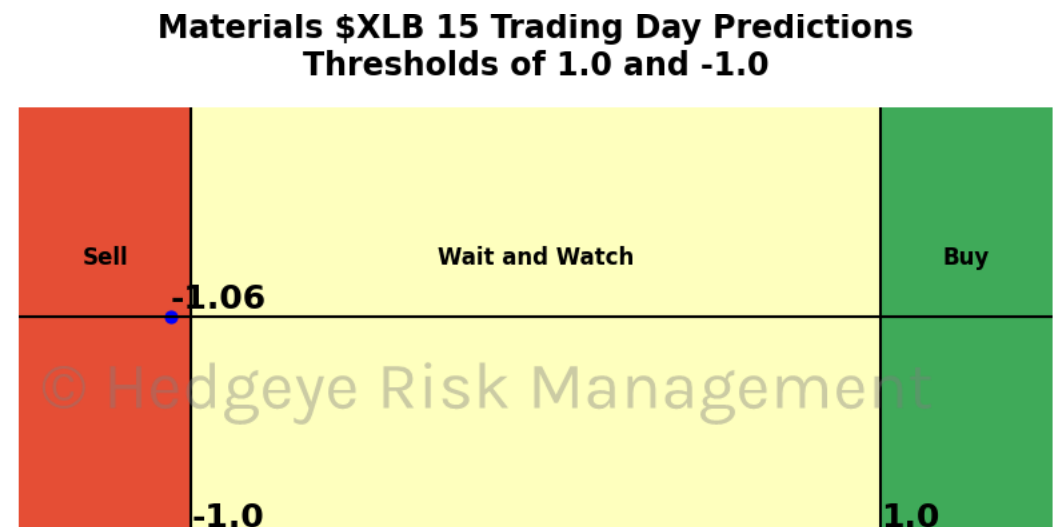 Materials $XLB 15 Trading Day Predictions
Thresholds of 1.0 and -1.0
Sell
Wait and Watch
Buy
-1.06
© Hedgeye Risk Management
-1.0
1.0